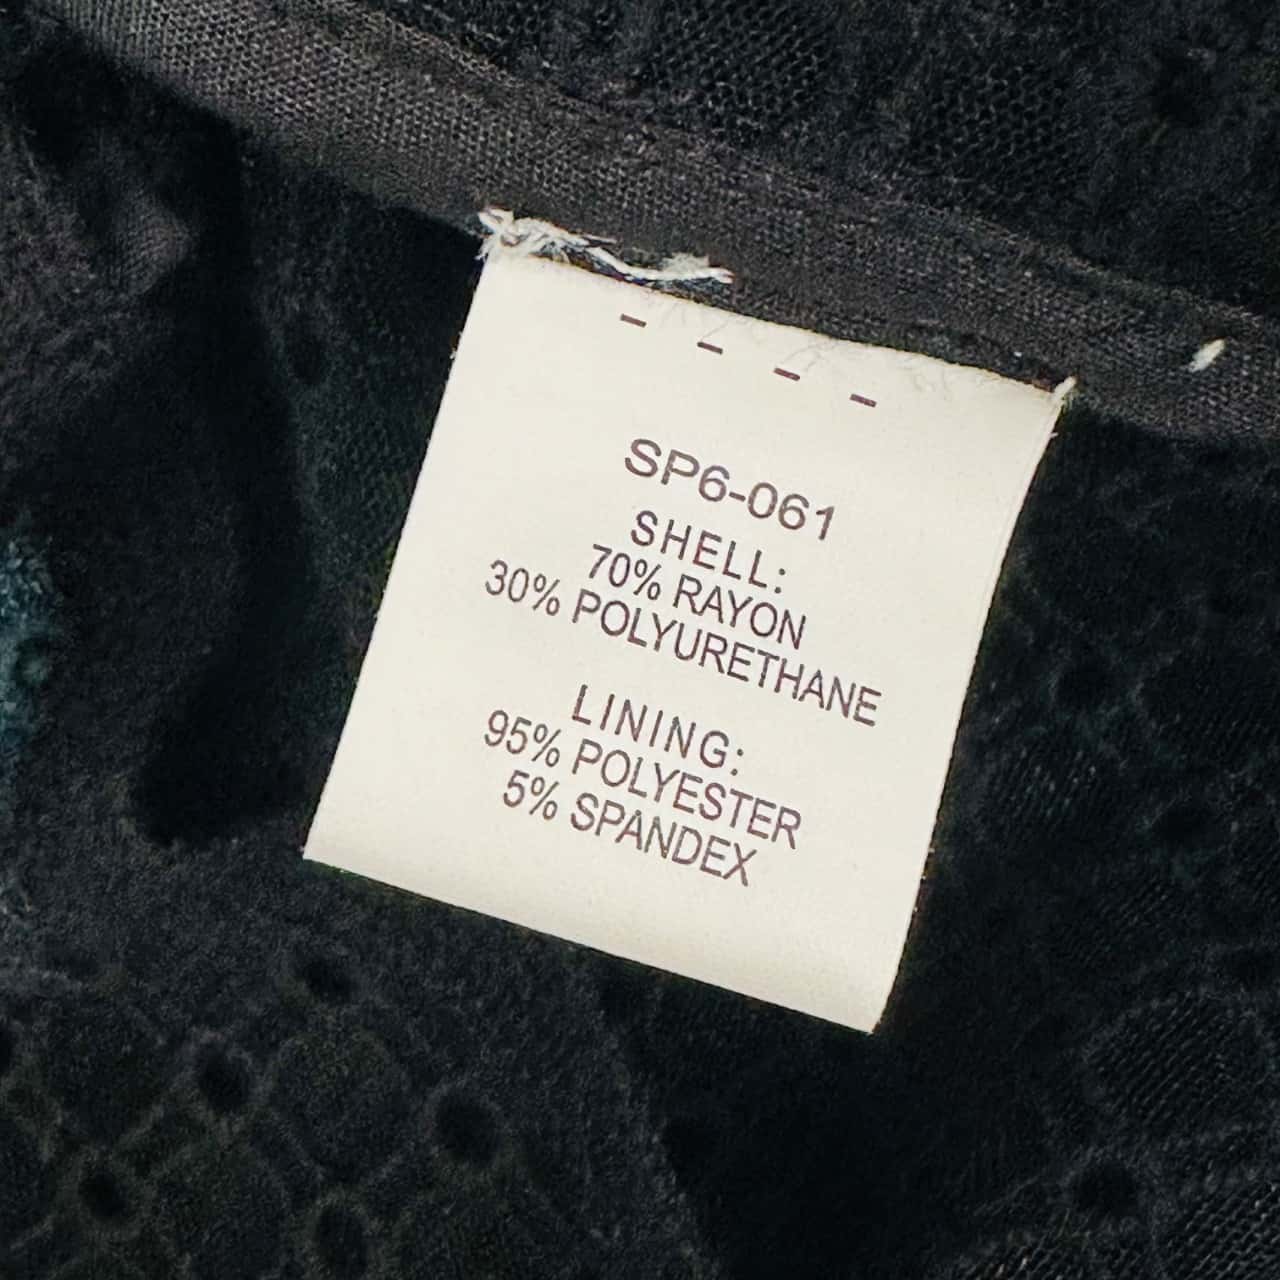 - - - -
SP6-061
SHELL:
70% RAYON
30% POLYURETHANE
LINING:
95% POLYESTER
5% SPANDEX